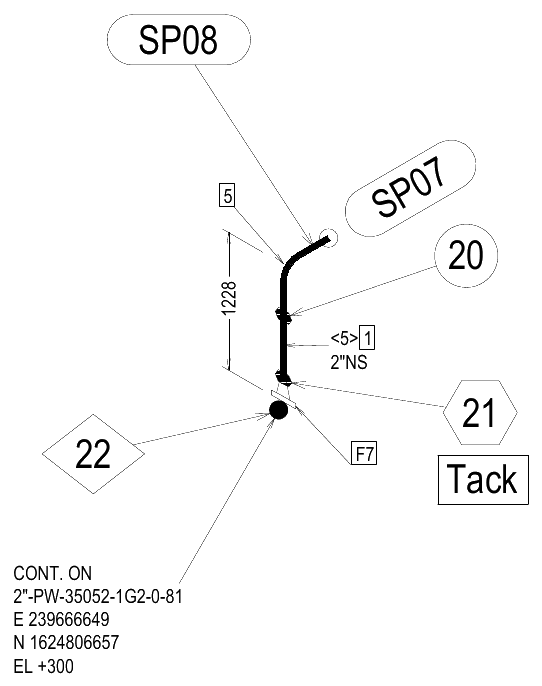 SP08
SP07
5
20
1228
<5> 1
2"NS
21
22
F7
Tack
CONT. ON
2"-PW-35052-1G2-0-81
E 239666649
N 1624806657
EL +300